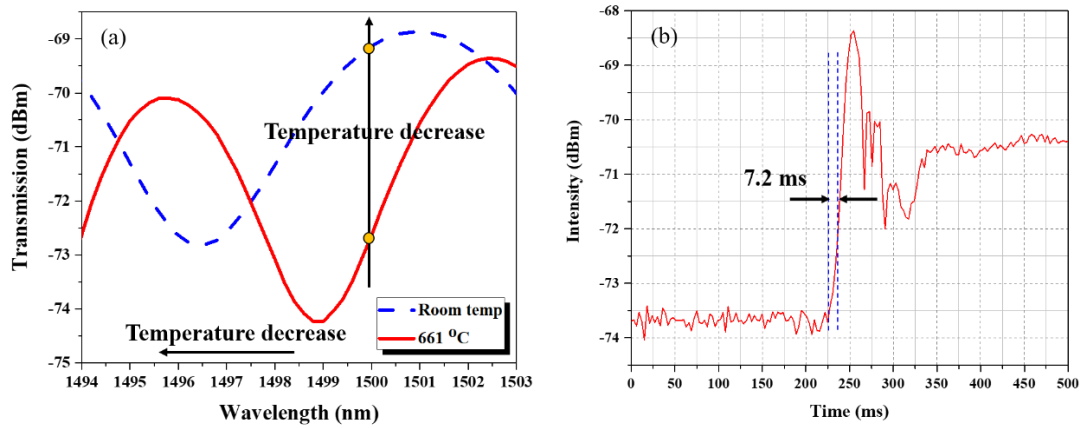 (a)
-69
-70
-71
-72
-73
-74
-75
Transmission (dBm)
Temperature decrease
Temperature decrease
Room temp
661 ⁰C
1494 1495 1496 1497 1498 1499 1500 1501 1502 1503
Wavelength (nm)
(b)
-68
-69
-70
-71
-72
-73
-74
Intensity (dBm)
7.2 ms
0 50 100 150 200 250 300 350 400 450 500
Time (ms)